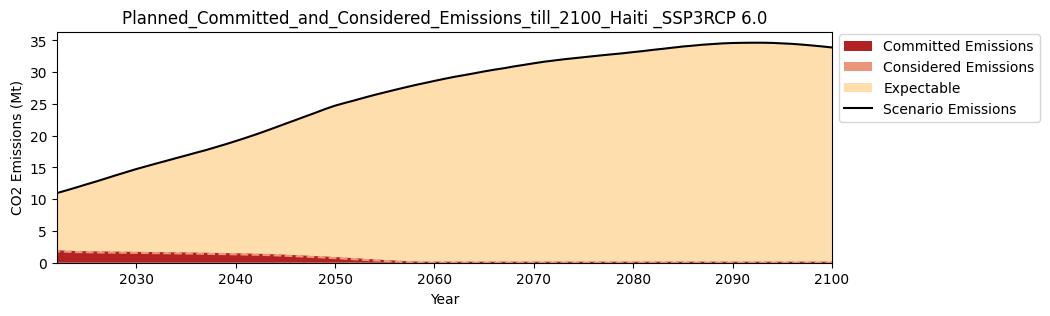 Planned_Committed_and_Considered_Emissions_till_2100_Haiti _SSP3RCP 6.0
35
30
25
20
15
10
5
0
CO2 Emissions (Mt)
2030
2040
2050
2060
2070
2080
2090
2100
Year
Committed Emissions
Considered Emissions
Expectable
Scenario Emissions